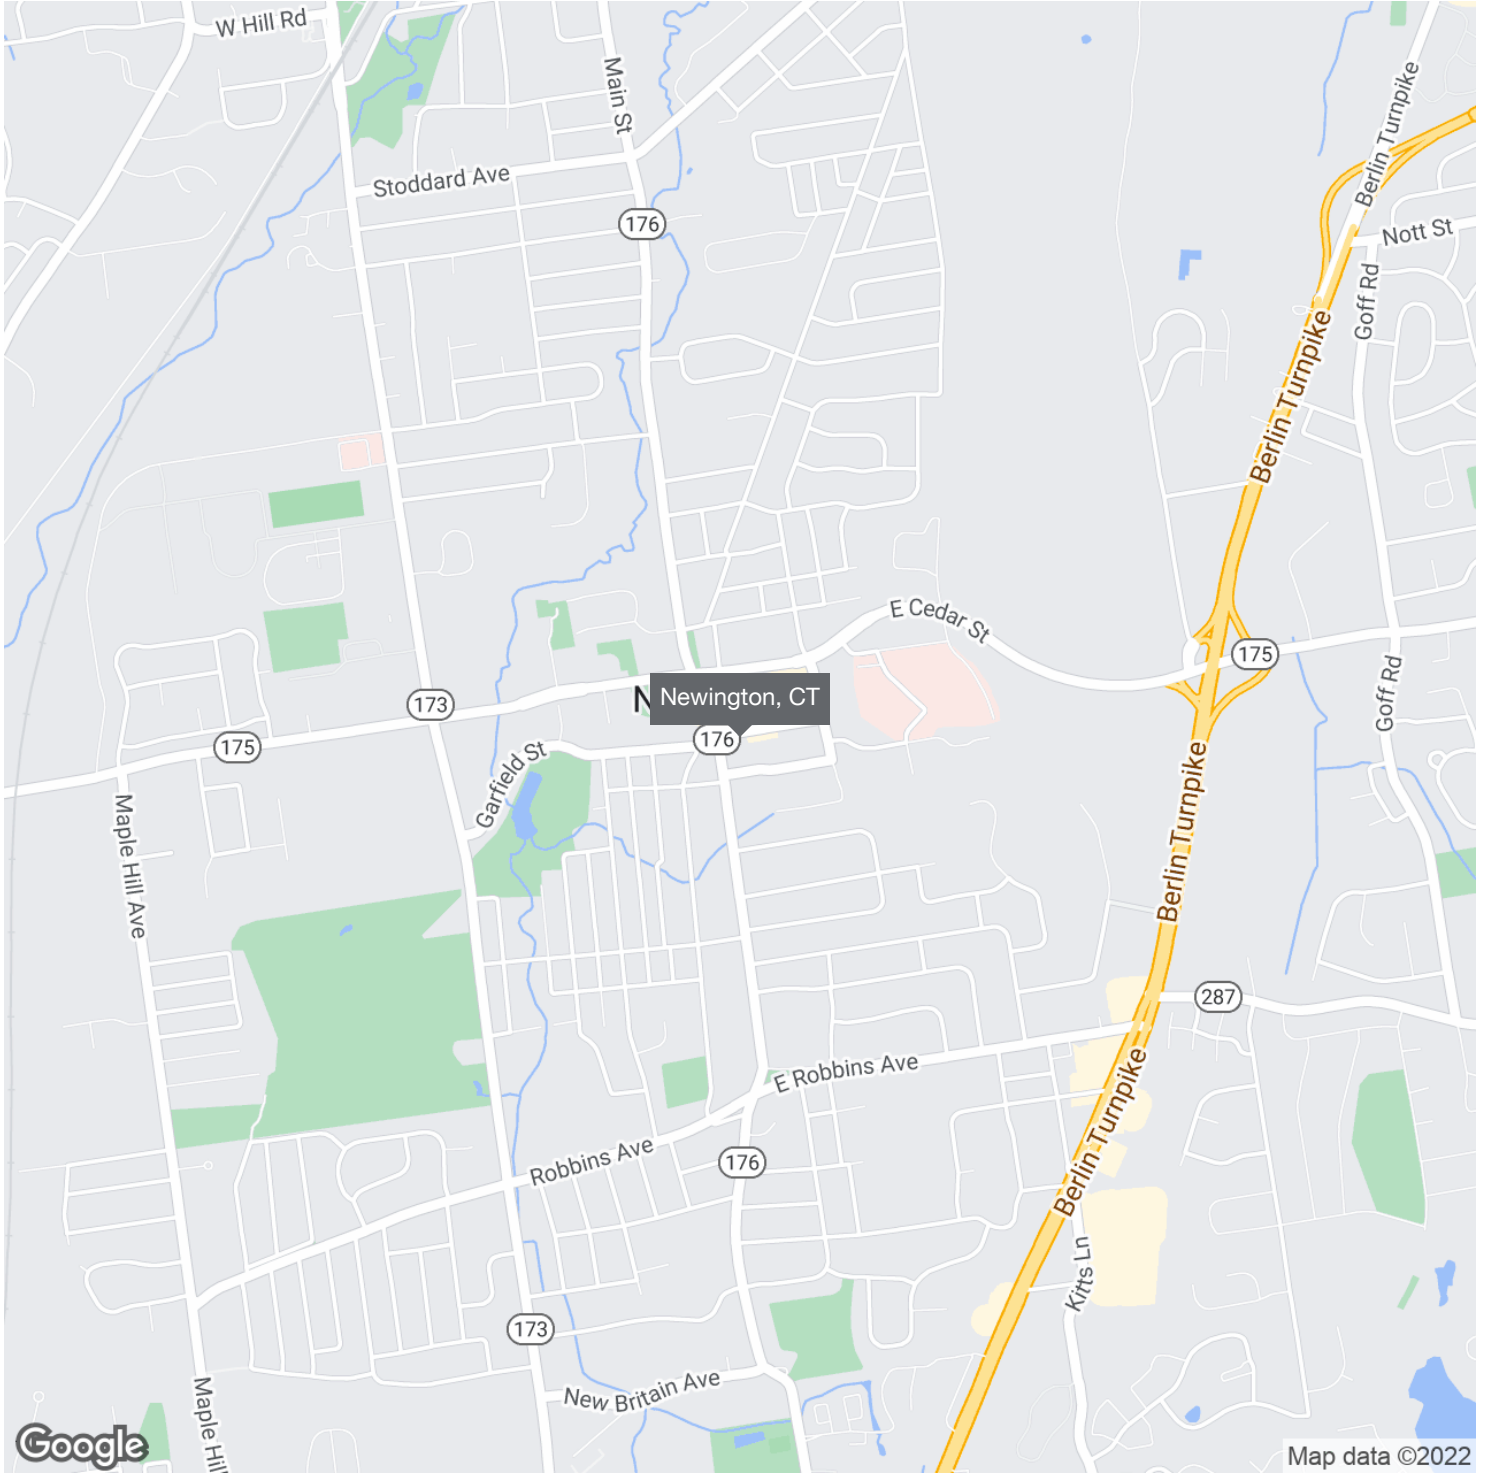 W Hill Rd
Main St
Berlin Turnpike
Stoddard Ave
176
Nott St
Goff Rd
Berlin Turnpike
E Cedar St
175
Goff Rd
N
Newington, CT
173
176
175
Garfield St
Berlin Turnpike
Maple Hill Ave
287
E Robbins Ave
Berlin Turnpike
Robbins Ave
176
Kitts Ln
173
New Britain Ave
Maple Hil
Google
Map data ©2022